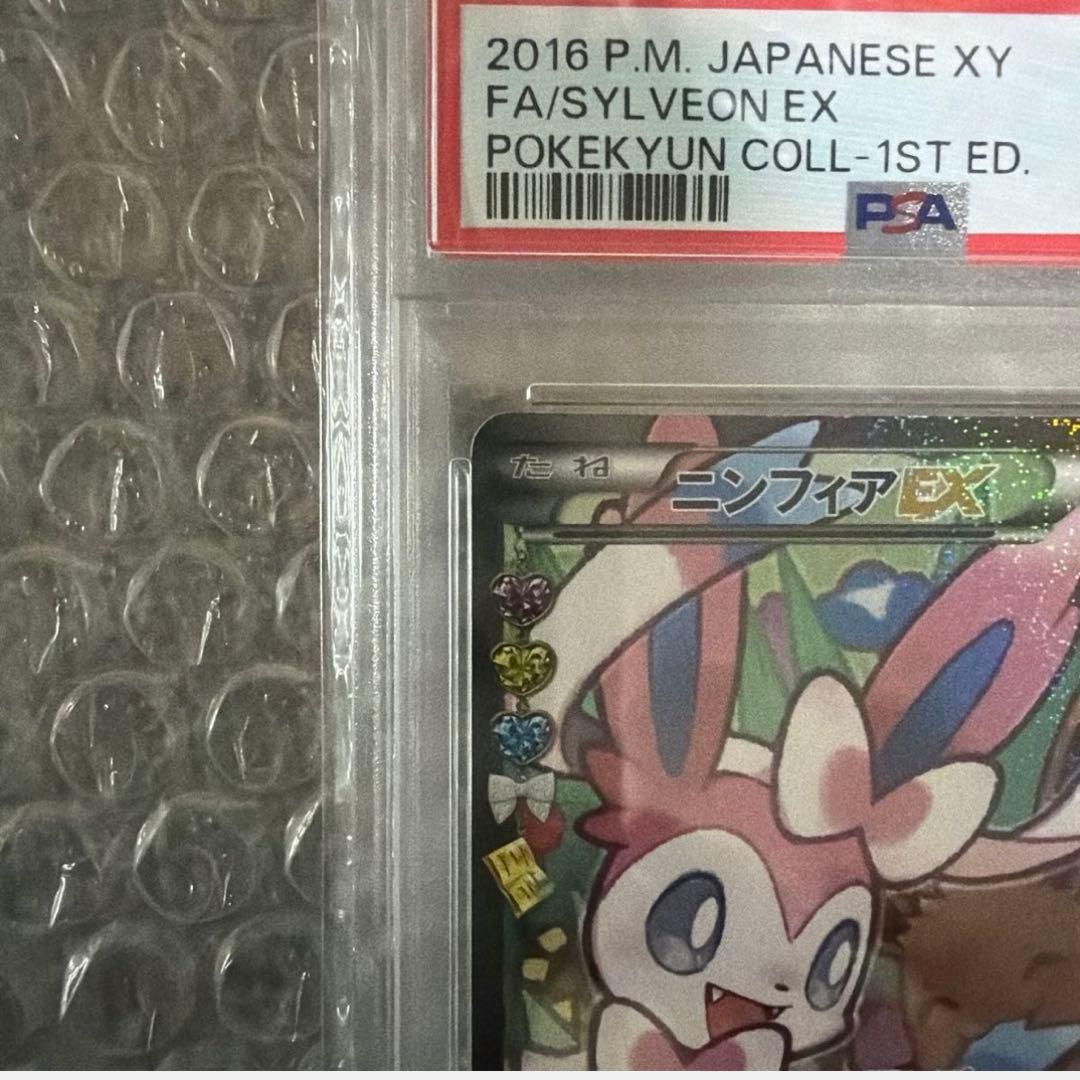 2016 P.M. JAPANESE XY
FA/SYLVEON EX
POKEKYUN COLL-1ST ED.
PSA
たね ニンフィアEX